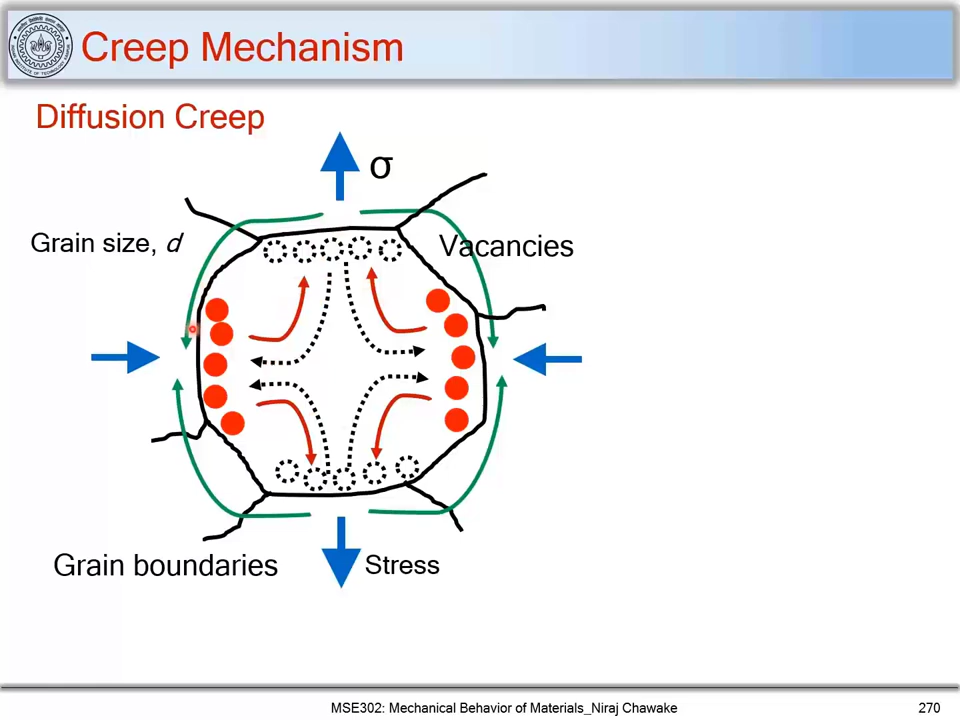 Creep Mechanism
Diffusion Creep
σ
Grain size, d
Vacancies
Grain boundaries
Stress
MSE302: Mechanical Behavior of Materials_Niraj Chawake
270